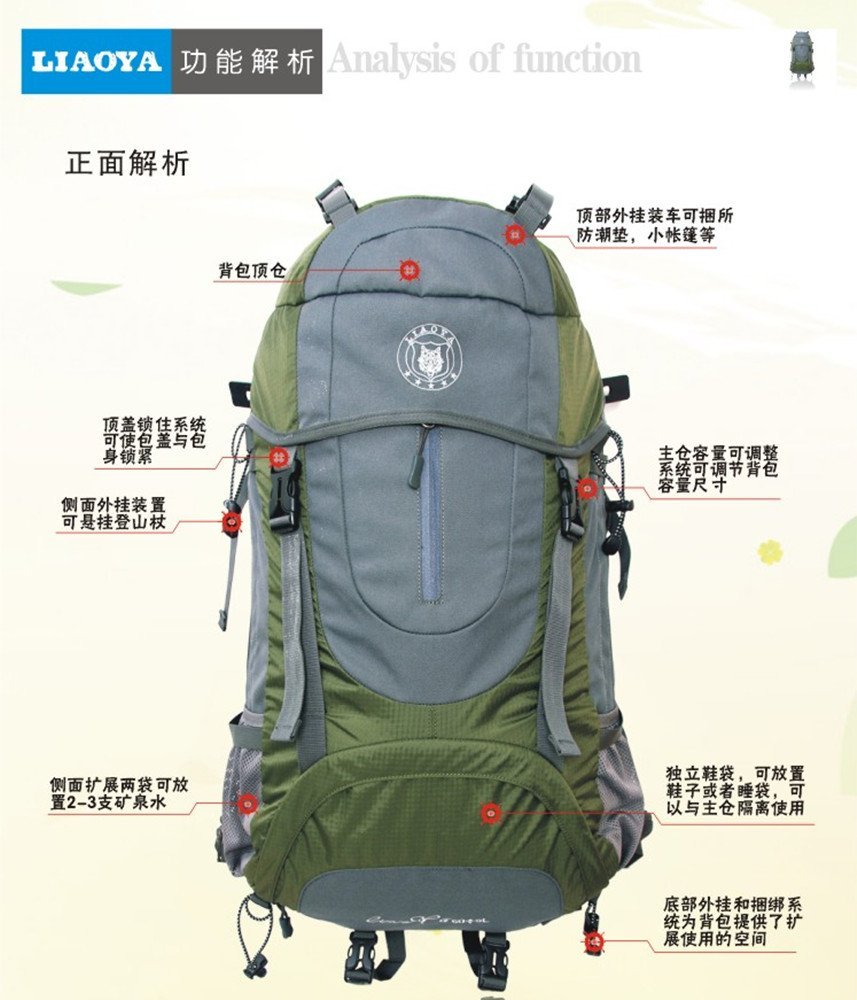 LIAOYA 功能解析 Analysis of function
正面解析
顶部外挂装车可捆所
防潮垫，小帐篷等
背包顶仓
LIAOYA
顶盖锁住系统
可使包盖与包
身锁紧
主仓容量可调整
系统可调节背包
容量尺寸
侧面外挂装置
可是挂登山杖
侧面扩展两袋可放
置2-3支矿泉水
独立鞋袋，可放置
鞋子或者睡袋，可
以与主仓隔离使用
底部外挂和捆绑系
统为背包提供了扩
展使用的空间